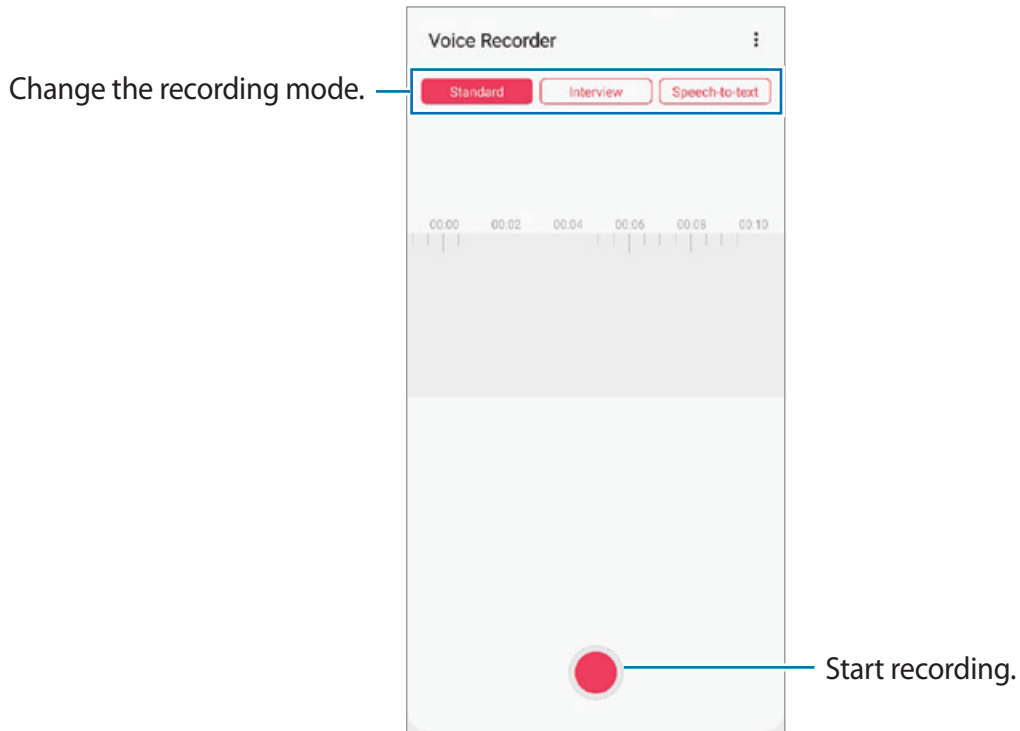 Voice Recorder
Change the recording mode.
Standard Interview Speech-to-text
00:00 00:02 00:04 00:06 00:08 00:10
Start recording.